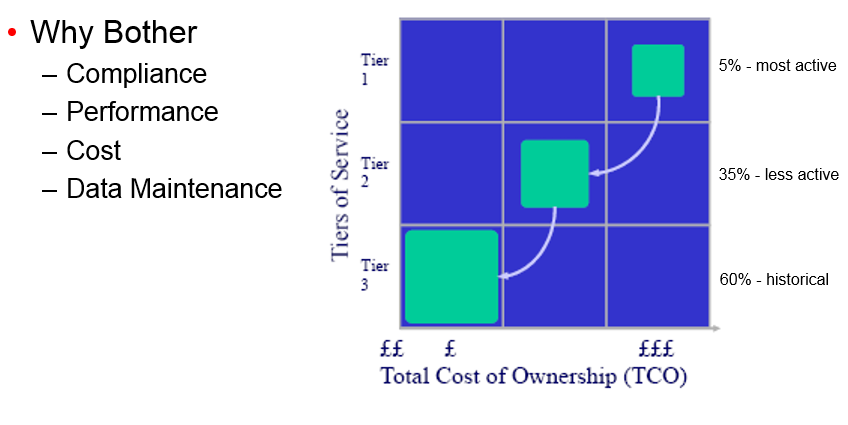 • Why Bother
– Compliance
– Performance
– Cost
– Data Maintenance
Tiers of Service
Tier
1
5% - most active
Tier
2
35% - less active
Tier
3
60% - historical
££ £ £££
Total Cost of Ownership (TCO)